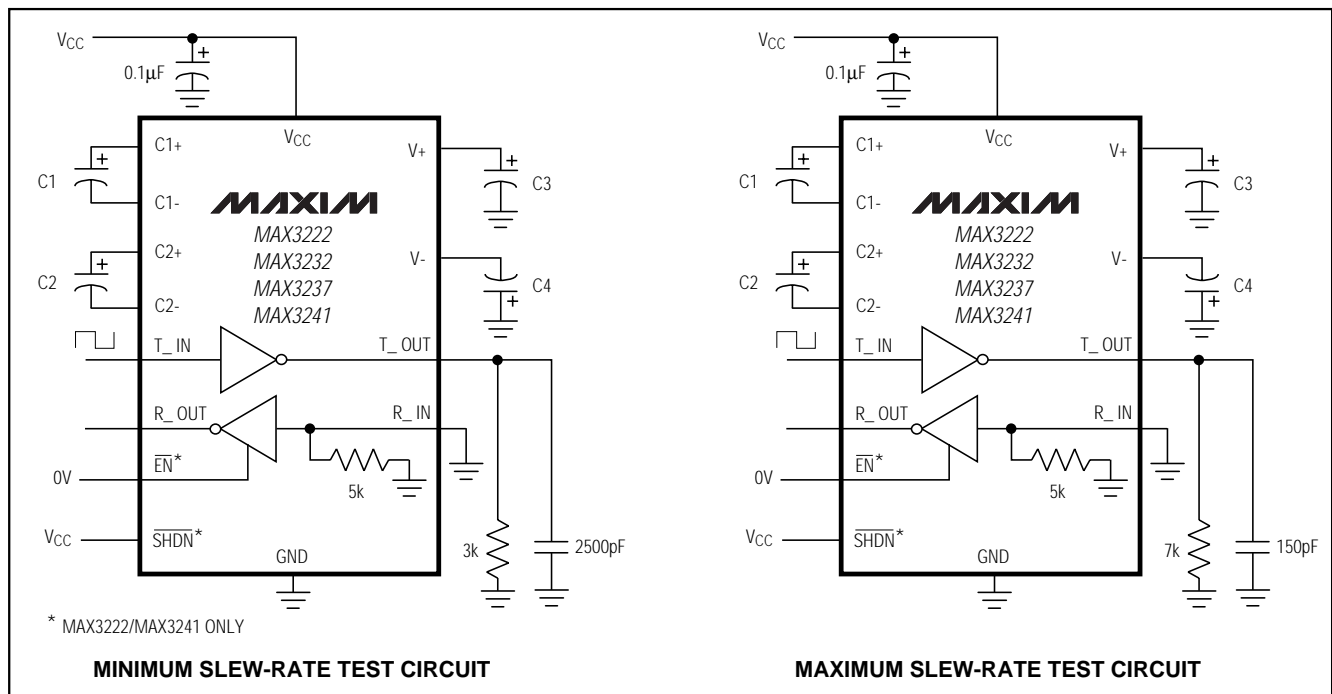 VCC
0.1µF
+
VCC
C1+
C1
+
C1-
V+
+
C3
MAXIM
MAX3222
MAX3232
MAX3237
MAX3241
C2+
C2
+
C2-
V-
C4
+
T_ IN
T_ OUT
R_ OUT
R_ IN
0V
EN*
5k
VCC
SHDN*
GND
3k
2500pF
* MAX3222/MAX3241 ONLY
MINIMUM SLEW-RATE TEST CIRCUIT
VCC
0.1µF
+
VCC
C1+
C1
+
C1-
V+
+
C3
MAXIM
MAX3222
MAX3232
MAX3237
MAX3241
C2+
C2
+
C2-
V-
C4
+
T_ IN
T_ OUT
R_ OUT
R_ IN
0V
EN*
5k
VCC
SHDN*
GND
7k
150pF
MAXIMUM SLEW-RATE TEST CIRCUIT